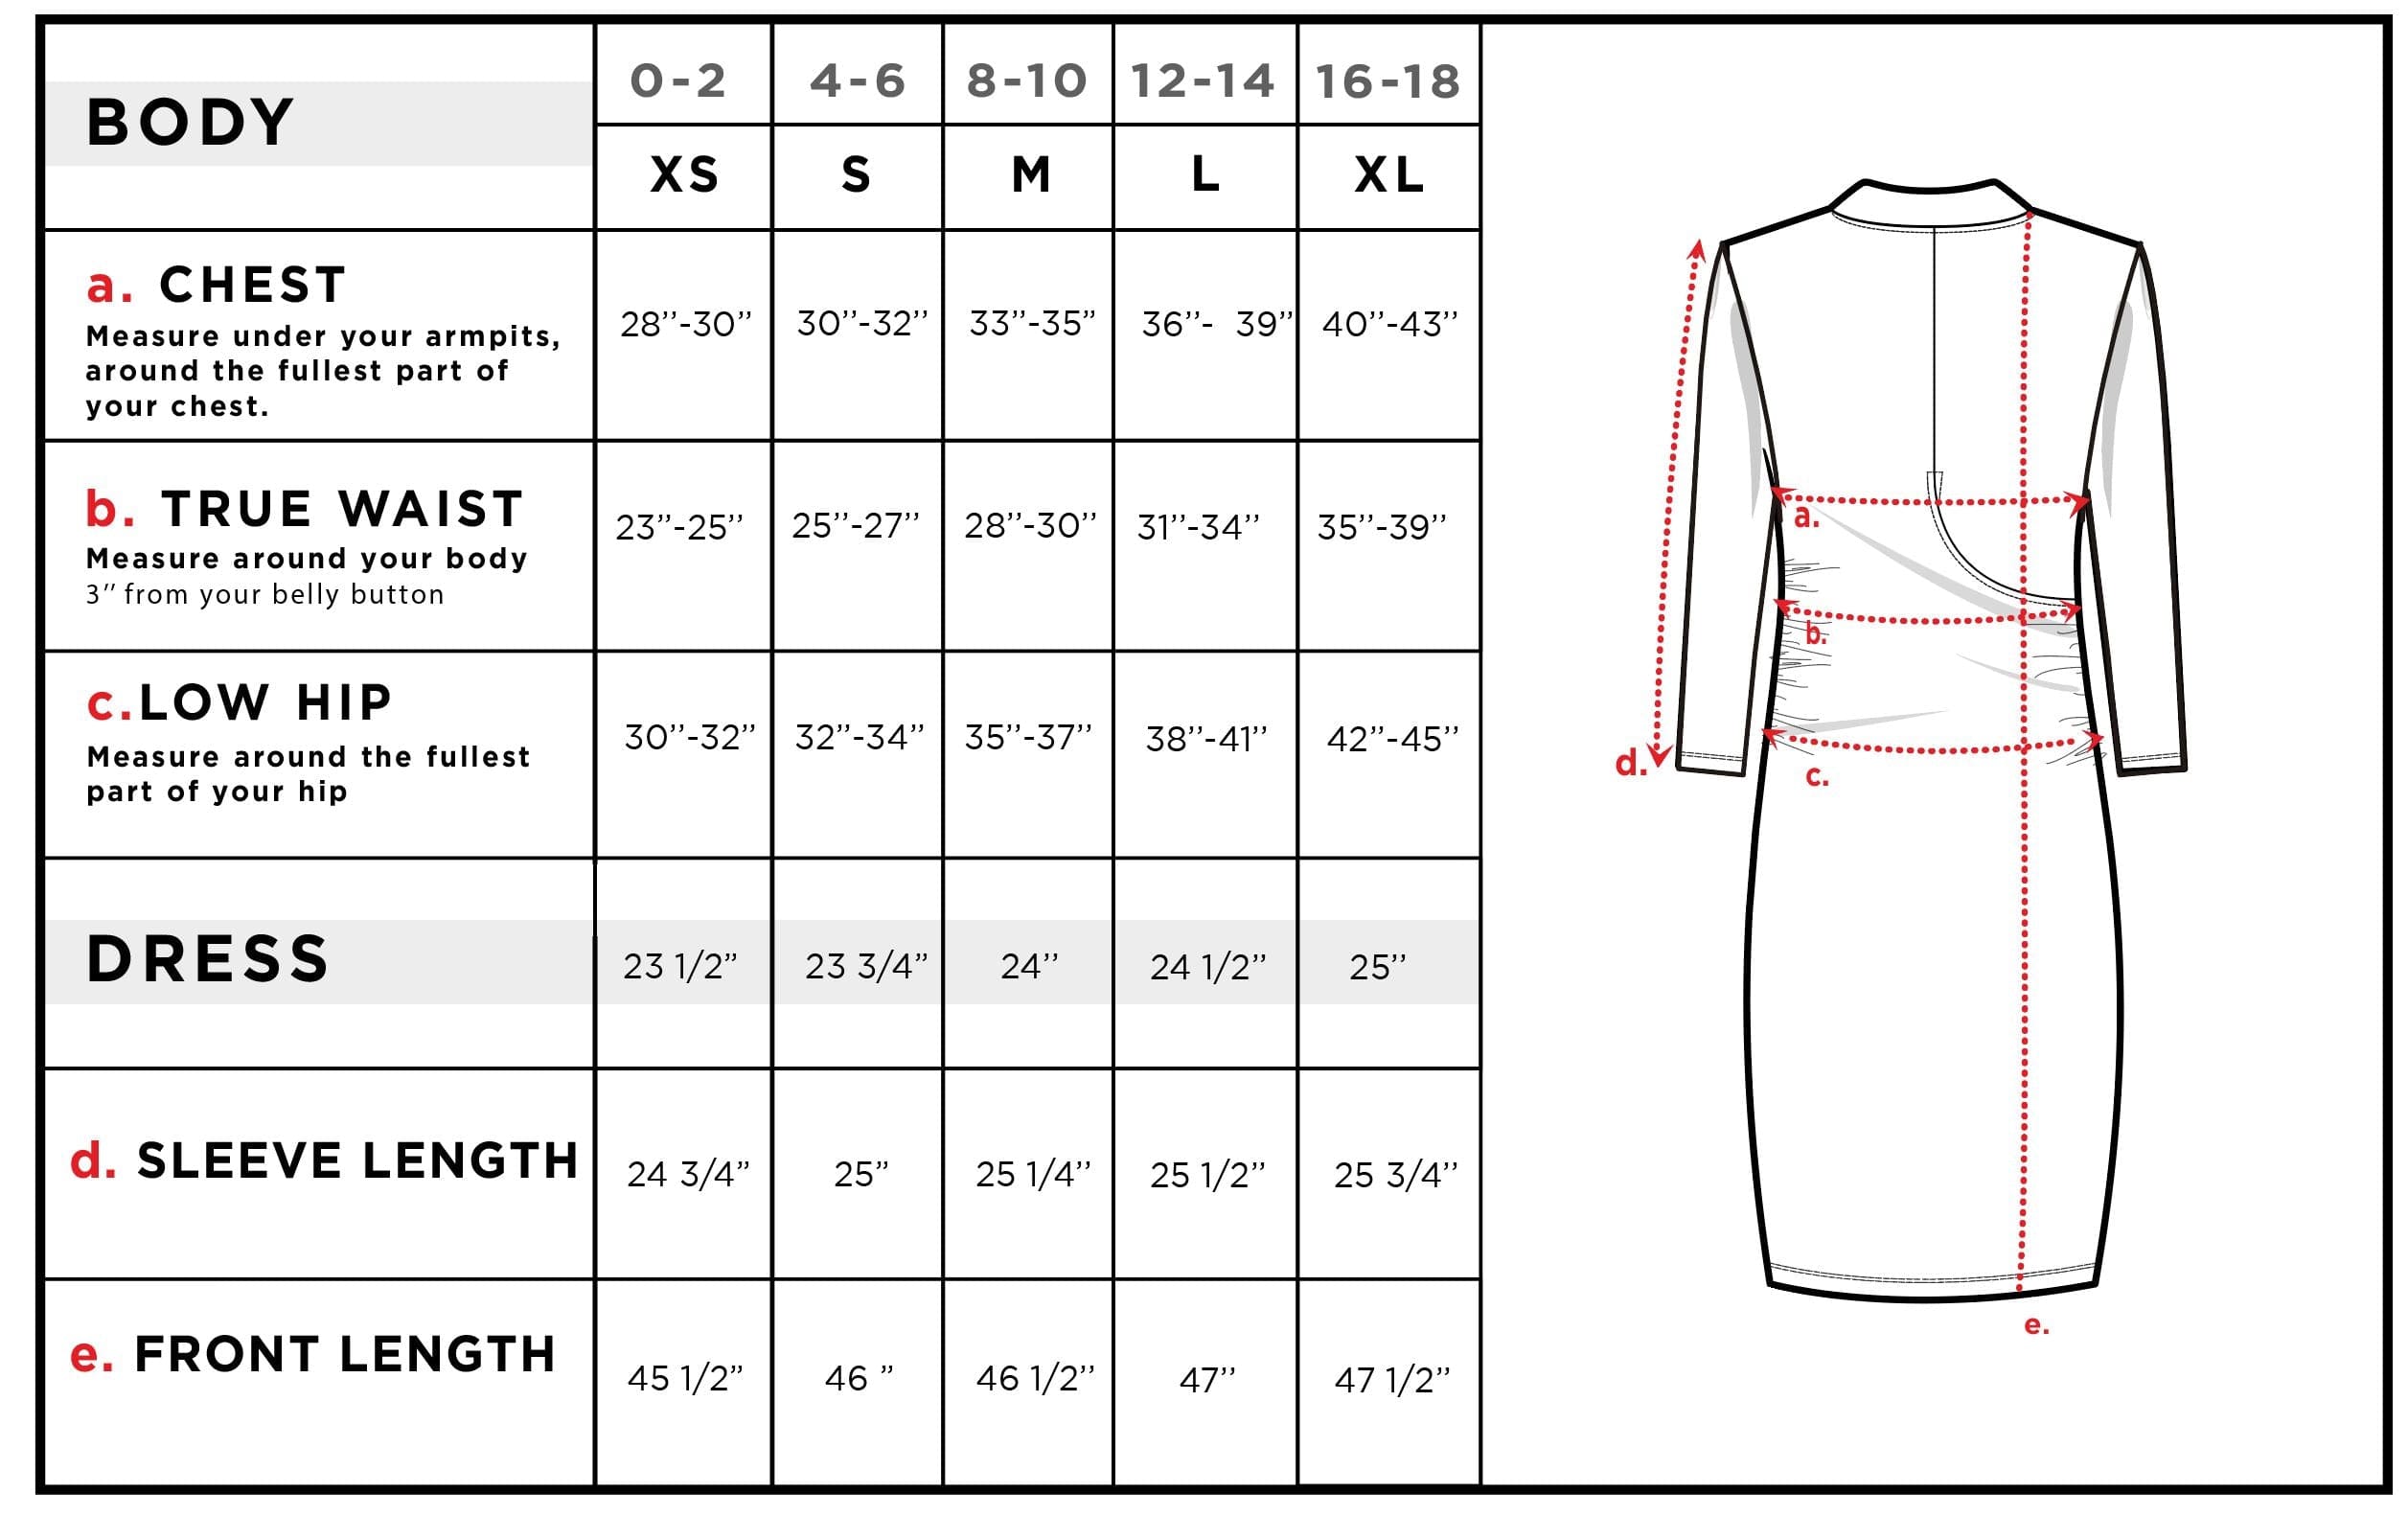 BODY
0-2 4-6 8-10 12-14 16-18
XS S M L XL
a. CHEST
Measure under your armpits,
around the fullest part of
your chest.
28’’-30’’ 30’’-32’’ 33’’-35” 36’’- 39” 40’’-43’’
b. TRUE WAIST
Measure around your body
3’’ from your belly button
23’’-25’’ 25’’-27’’ 28’’-30’’ 31’’-34’’ 35’’-39’’
c.LOW HIP
Measure around the fullest
part of your hip
30’’-32’’ 32’’-34’’ 35’’-37’’ 38’’-41’’ 42’’-45’’
DRESS
23 1/2” 23 3/4” 24’’ 24 1/2’’ 25’’
d. SLEEVE LENGTH
24 3/4” 25” 25 1/4’’ 25 1/2’’ 25 3/4’’
e. FRONT LENGTH
45 1/2” 46 ” 46 1/2’’ 47’’ 47 1/2’’
a.
b.
d.
c.
e.